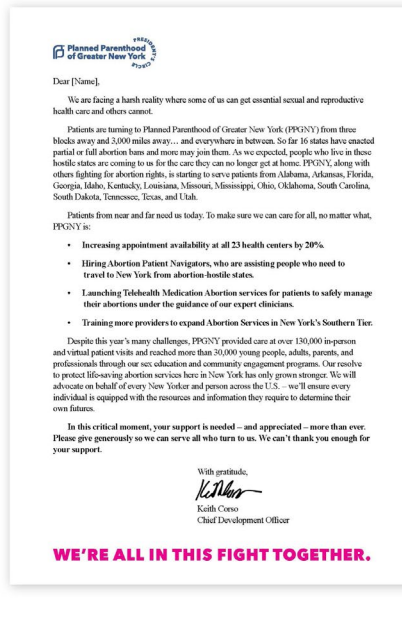 Planned Parenthood
of Greater New York
PRESIDENT'S CIRCLE
Dear [Name],
We are facing a harsh reality where some of us can get essential sexual and reproductive
health care and others cannot.
Patients are turning to Planned Parenthood of Greater New York (PPGNY) from three
blocks away and 3,000 miles away… and everywhere in between. So far 16 states have enacted
partial or full abortion bans and more may join them. As we expected, people who live in these
hostile states are coming to us for the care they can no longer get at home. PPGNY, along with
others fighting for abortion rights, is starting to serve patients from Alabama, Arkansas, Florida,
Georgia, Idaho, Kentucky, Louisiana, Missouri, Mississippi, Ohio, Oklahoma, South Carolina,
South Dakota, Tennessee, Texas, and Utah.
Patients from near and far need us today. To make sure we can care for all, no matter what,
PPGNY is:
• Increasing appointment availability at all 23 health centers by 20%.
• Hiring Abortion Patient Navigators, who are assisting people who need to
travel to New York from abortion-hostile states.
• Launching Telehealth Medication Abortion services for patients to safely manage
their abortions under the guidance of our expert clinicians.
• Training more providers to expand Abortion Services in New York's Southern Tier.
Despite this year's many challenges, PPGNY provided care at over 130,000 in-person
and virtual patient visits and reached more than 30,000 young people, adults, parents, and
professionals through our sex education and community engagement programs. Our resolve
to protect life-saving abortion services here in New York has only grown stronger. We will
advocate on behalf of every New Yorker and person across the U.S. – we'll ensure every
individual is equipped with the resources and information they require to determine their
own futures.
In this critical moment, your support is needed – and appreciated – more than ever.
Please give generously so we can serve all who turn to us. We can't thank you enough for
your support.
With gratitude,
Keith Corso
Chief Development Officer
WE'RE ALL IN THIS FIGHT TOGETHER.